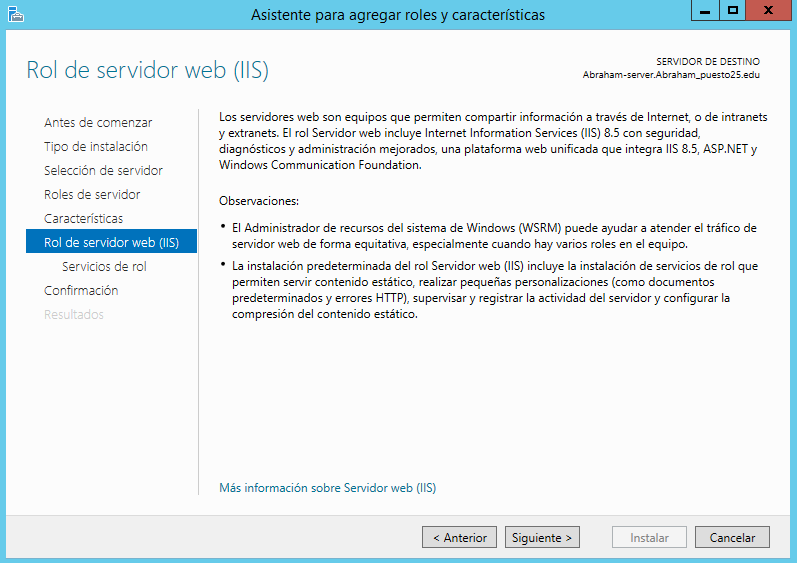 Asistente para agregar roles y características
Rol de servidor web (IIS)
SERVIDOR DE DESTINO
Abraham-server.Abraham_puesto25.edu
Antes de comenzar
Tipo de instalación
Selección de servidor
Roles de servidor
Características
Rol de servidor web (IIS)
Servicios de rol
Confirmación
Resultados
Los servidores web son equipos que permiten compartir información a través de Internet, o de intranets
y extranets. El rol Servidor web incluye Internet Information Services (IIS) 8.5 con seguridad,
diagnósticos y administración mejorados, una plataforma web unificada que integra IIS 8.5, ASP.NET y
Windows Communication Foundation.
Observaciones:
• El Administrador de recursos del sistema de Windows (WSRM) puede ayudar a atender el tráfico de
servidor web de forma equitativa, especialmente cuando hay varios roles en el equipo.
• La instalación predeterminada del rol Servidor web (IIS) incluye la instalación de servicios de rol que
permiten servir contenido estático, realizar pequeñas personalizaciones (como documentos
predeterminados y errores HTTP), supervisar y registrar la actividad del servidor y configurar la
compresión del contenido estático.
Más información sobre Servidor web (IIS)
< Anterior
Siguiente >
Instalar
Cancelar